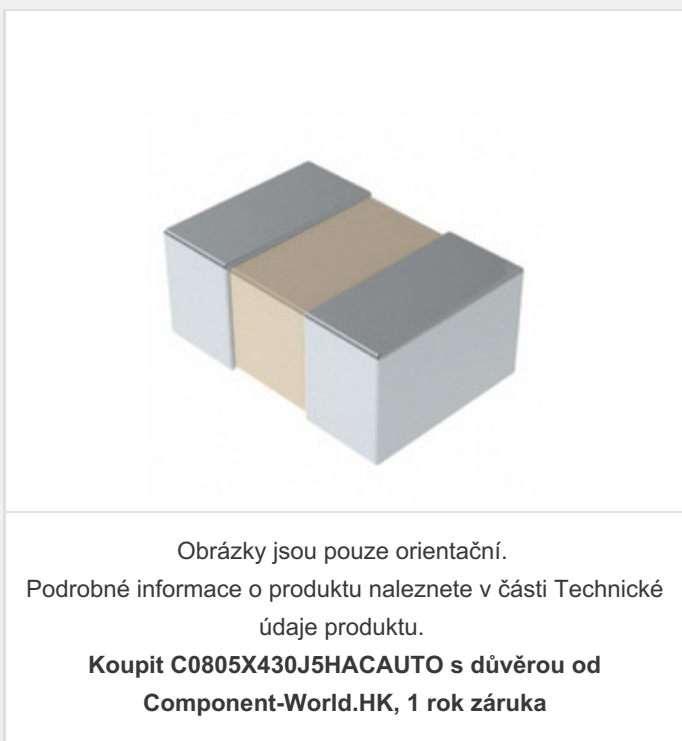 Obrázky jsou pouze orientační.
Podrobné informace o produktu naleznete v části Technické
údaje produktu.
Koupit C0805X430J5HACAUTO s důvěrou od
Component-World.HK, 1 rok záruka